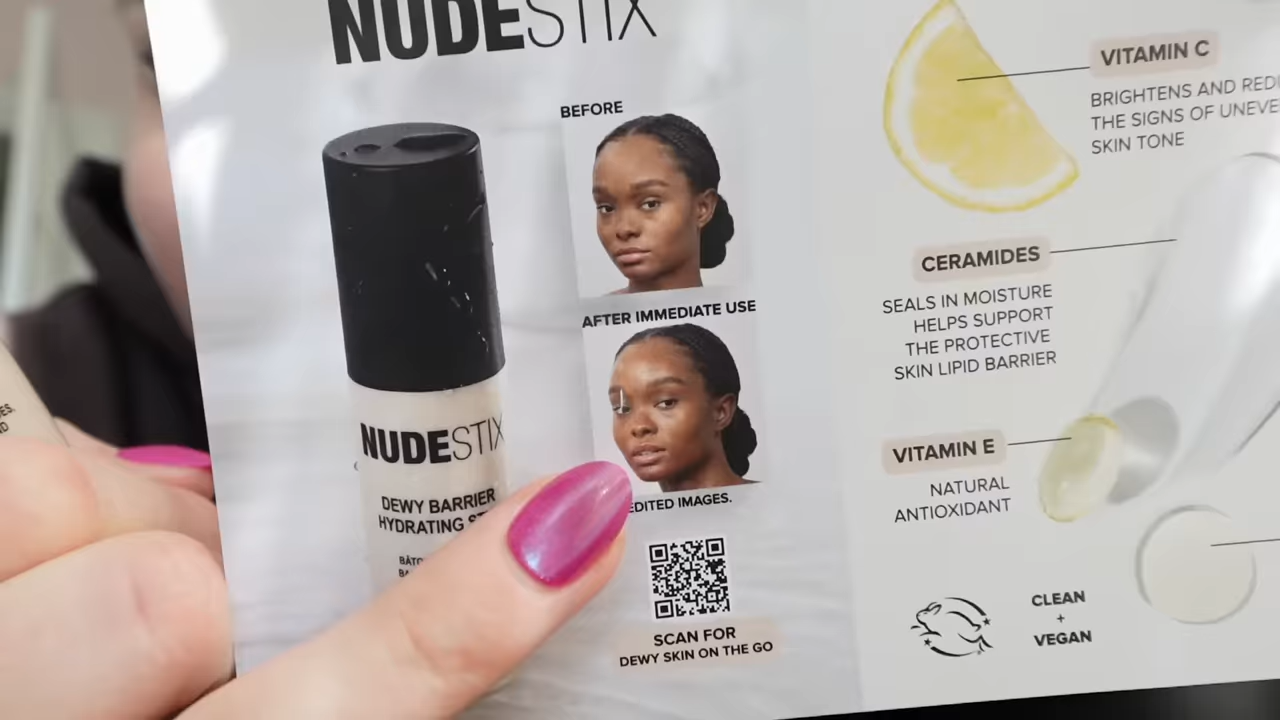 NUDESTIX
BEFORE
AFTER IMMEDIATE USE
EDITED IMAGES.
NUDESTIX
DEWY BARRIER
HYDRATING
SCAN FOR
DEWY SKIN ON THE GO
VITAMIN C
BRIGHTENS AND
THE SIGNS OF
SKIN TONE
CERAMIDES
SEALS IN MOISTURE
HELPS SUPPORT
THE PROTECTIVE
SKIN LIPID BARRIER
VITAMIN E
NATURAL
ANTIOXIDANT
CLEAN
+
VEGAN